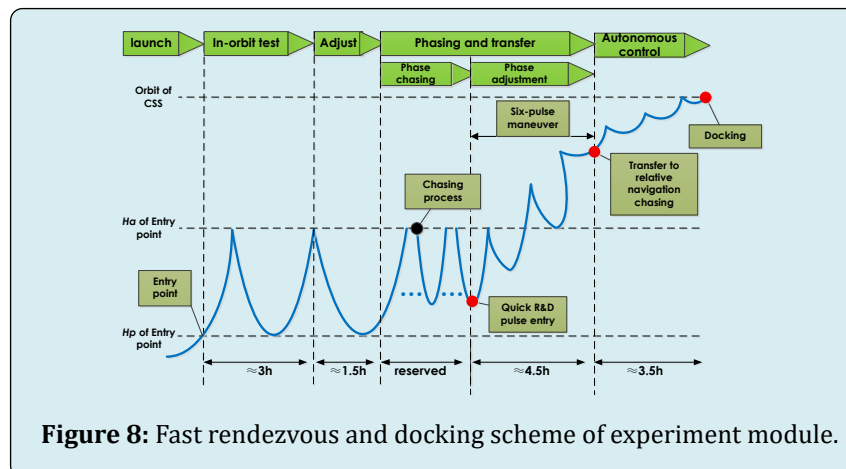 launch
In-orbit test
Adjust
Phasing and transfer
Autonomous
control
Phase
chasing
Phase
adjustment
Orbit of
CSS
Six-pulse
maneuver
Docking
Transfer to
relative
navigation
chasing
Chasing
process
Ha of Entry
point
Entry
point
Quick R&D
pulse entry
Hp of Entry
point
≈3h
≈1.5h
reserved
≈4.5h
≈3.5h
Figure 8: Fast rendezvous and docking scheme of experiment module.